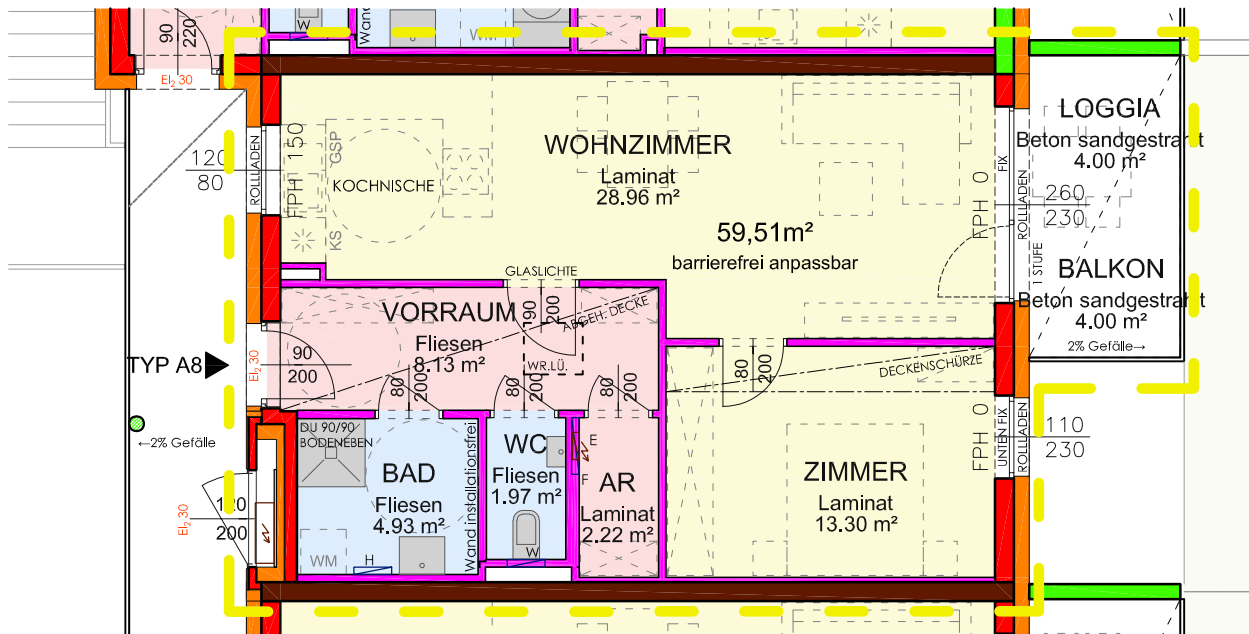 90
220
EI₂ 30
W
Wand
WM
LOGGIA
Beton sandgestrahlt
4.00 m²
WOHNZIMMER
Laminat
28.96 m²
120
80
ROLLLADEN
FPH 150
GSP
KOCHNISCHE
KS
59,51m²
barrierefrei anpassbar
FIX
FPH 0
ROLLLADEN
260
230
1 STUFE
BALKON
Beton sandgestrahlt
4.00 m²
2% Gefälle→
GLASLICHTE
VORRAUM
Fliesen
8.13 m²
90
200
ABGEH. DECKE
WR.LÜ.
TYP A8
EI₂ 30
90
200
80
200
80
200
80
200
80
200
DECKENSCHÜRZE
←2% Gefälle
DU 90/90
BODENEBEN
BAD
Fliesen
4.93 m²
Wand installationsfrei
WM
H
WC
Fliesen
1.97 m²
W
E
F
AR
Laminat
2.22 m²
ZIMMER
Laminat
13.30 m²
FPH 0
UNTEN FIX
ROLLLADEN
110
230
EI₂ 30
120
200